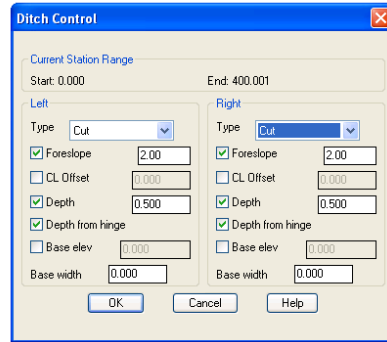 Ditch Control
Current Station Range
Start: 0.000 End: 400.001
Left Right
Type Cut Type Cut
Foreslope 2.00 Foreslope 2.00
CL Offset 0.000 CL Offset 0.000
Depth 0.500 Depth 0.500
Depth from hinge Depth from hinge
Base elev 0.000 Base elev 0.000
Base width 0.000 Base width 0.000
OK Cancel Help